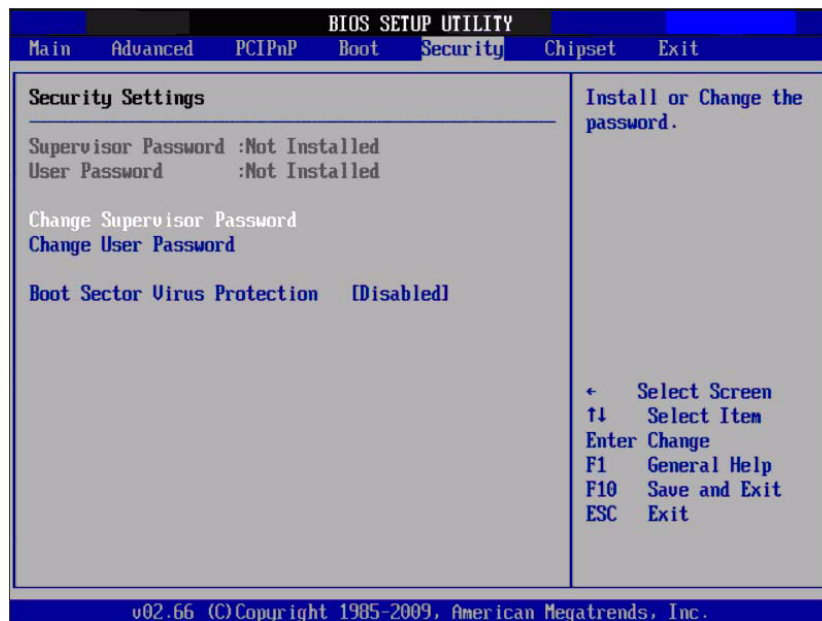 BIOS SETUP UTILITY
Main Advanced PCIPnP Boot Security Chipset Exit
Security Settings
Supervisor Password :Not Installed
User Password :Not Installed
Change Supervisor Password
Change User Password
Boot Sector Virus Protection [Disabled]
Install or Change the
password.
← Select Screen
↑↓ Select Item
Enter Change
F1 General Help
F10 Save and Exit
ESC Exit
v02.66 (C)Copyright 1985-2009, American Megatrends, Inc.